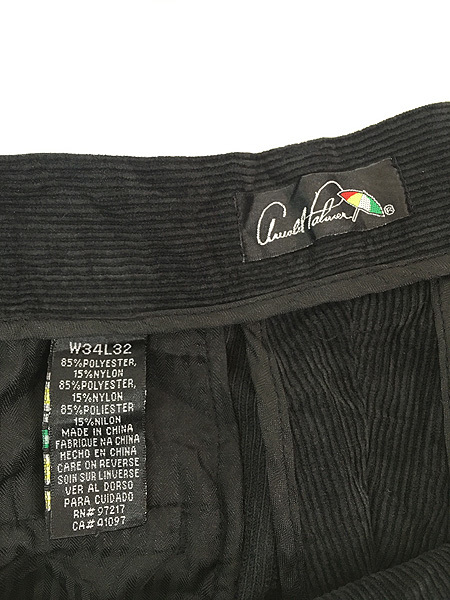 Arnold Palmer ®
W34L32
85%POLYESTER,
15%NYLON
85%POLYESTER,
15%NYLON
85%POLIESTER
15%NILON
MADE IN CHINA
FABRIQUE NA CHINA
HECHO EN CHINA
CARE ON REVERSE
SOIN SUR LINVERSE
VER AL DORSO
PARA CUIDADO
RN# 97217
CA# 41097